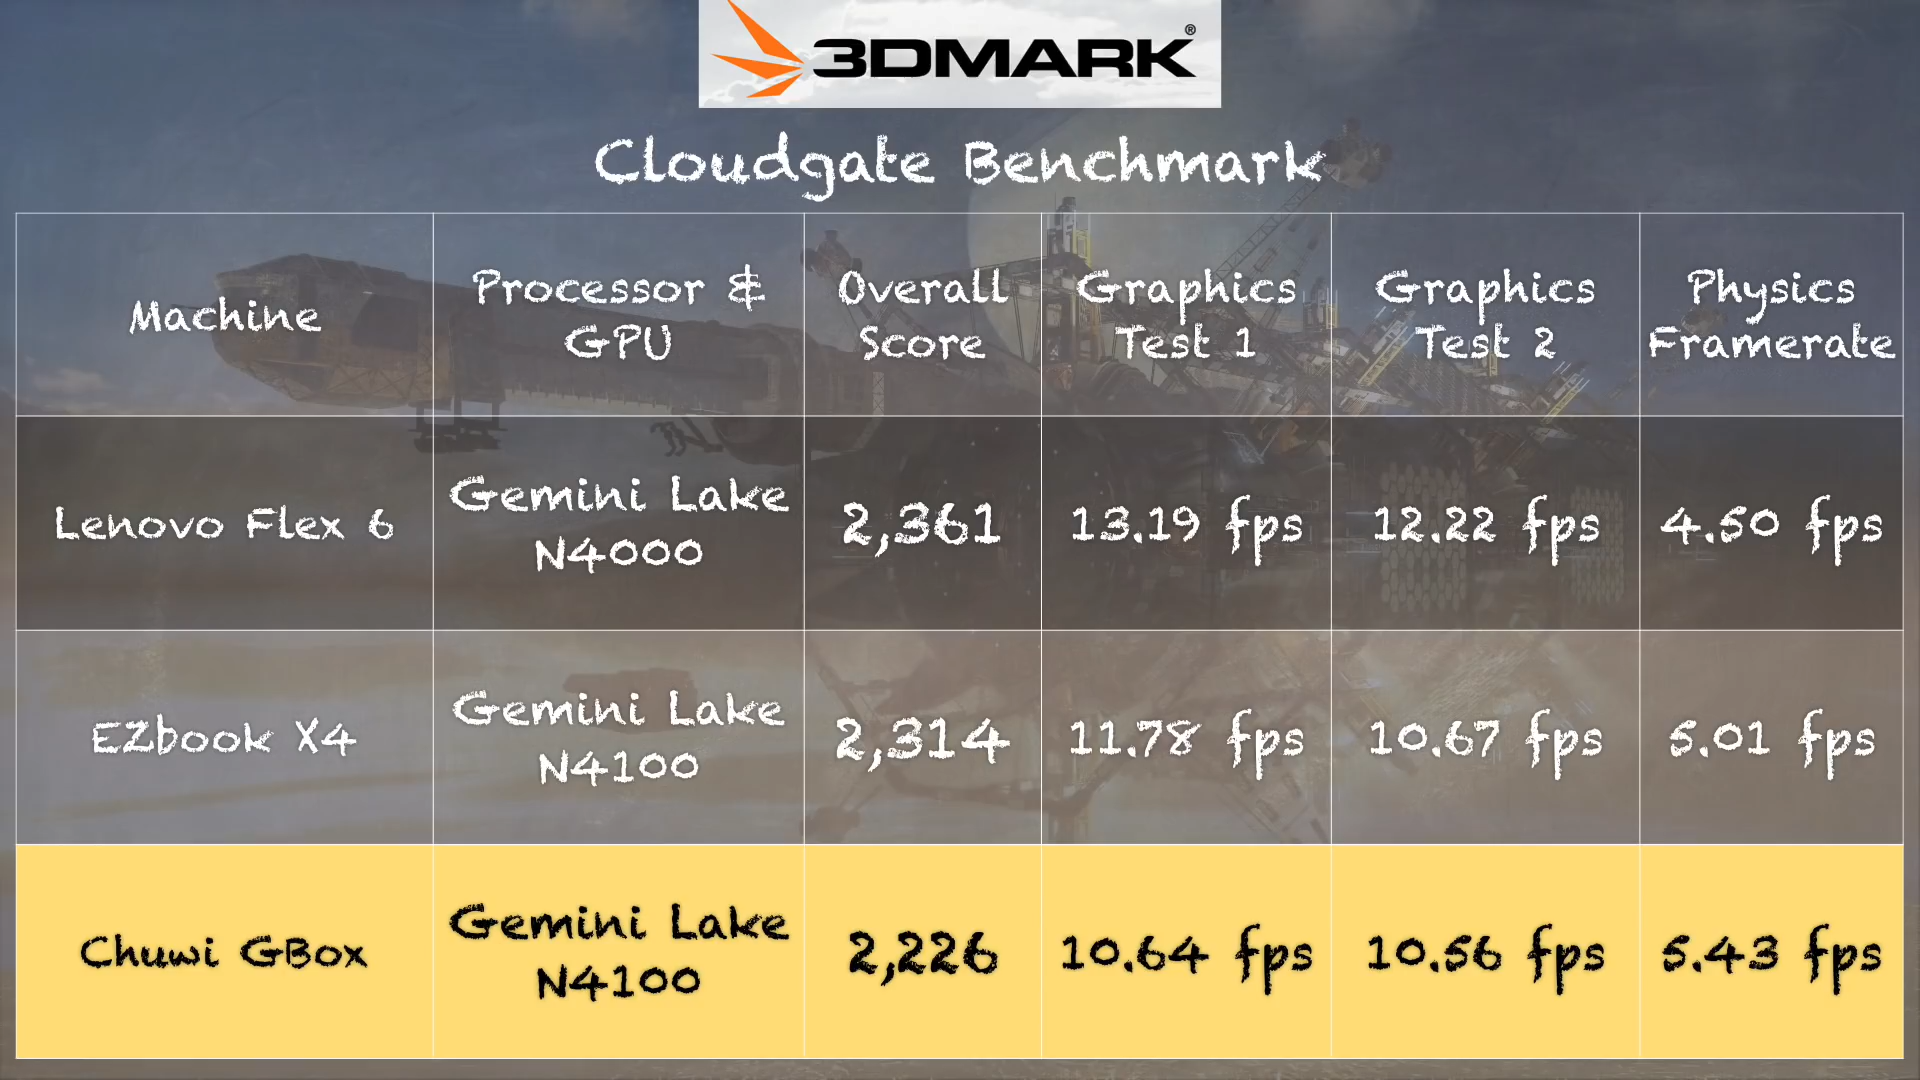 3DMARK®
Cloudgate Benchmark
Machine
Processor &
GPU
Overall
Score
Graphics
Test 1
Graphics
Test 2
Physics
Framerate
Lenovo Flex 6
Gemini Lake
N4000
2,361
13.19 fps
12.22 fps
4.50 fps
EZbook X4
Gemini Lake
N4100
2,314
11.78 fps
10.67 fps
5.01 fps
Chuwi GBox
Gemini Lake
N4100
2,226
10.64 fps
10.56 fps
5.43 fps